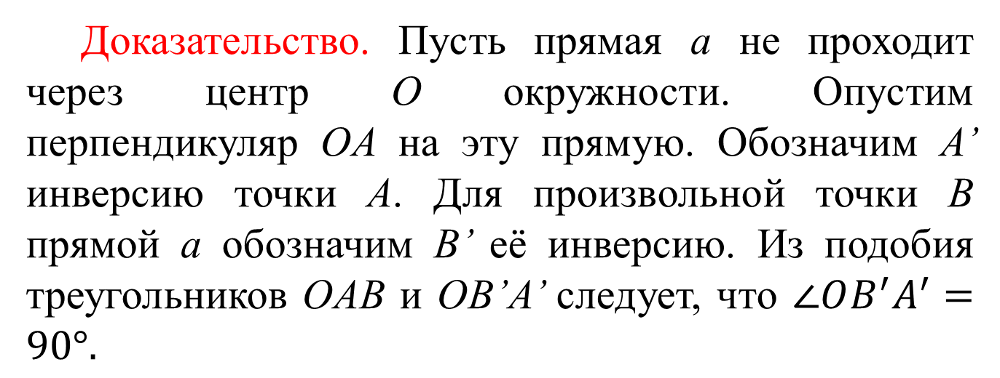 Доказательство. Пусть прямая a не проходит
через центр O окружности. Опустим
перпендикуляр OA на эту прямую. Обозначим A’
инверсию точки A. Для произвольной точки B
прямой a обозначим B’ её инверсию. Из подобия
треугольников OAB и OB’A’ следует, что ∠𝑂𝐵′𝐴′ =
90°.